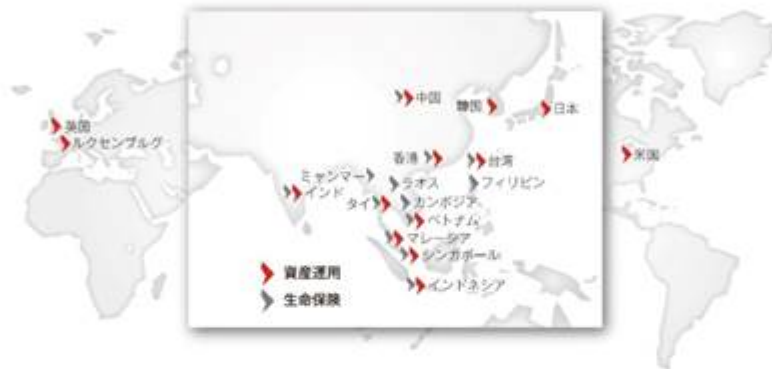 中国
韓国
日本
英国
ルクセンブルグ
香港
台湾
米国
ミャンマー
ラオス
フィリピン
インド
タイ
カンボジア
ベトナム
マレーシア
シンガポール
資産運用
インドネシア
生命保険